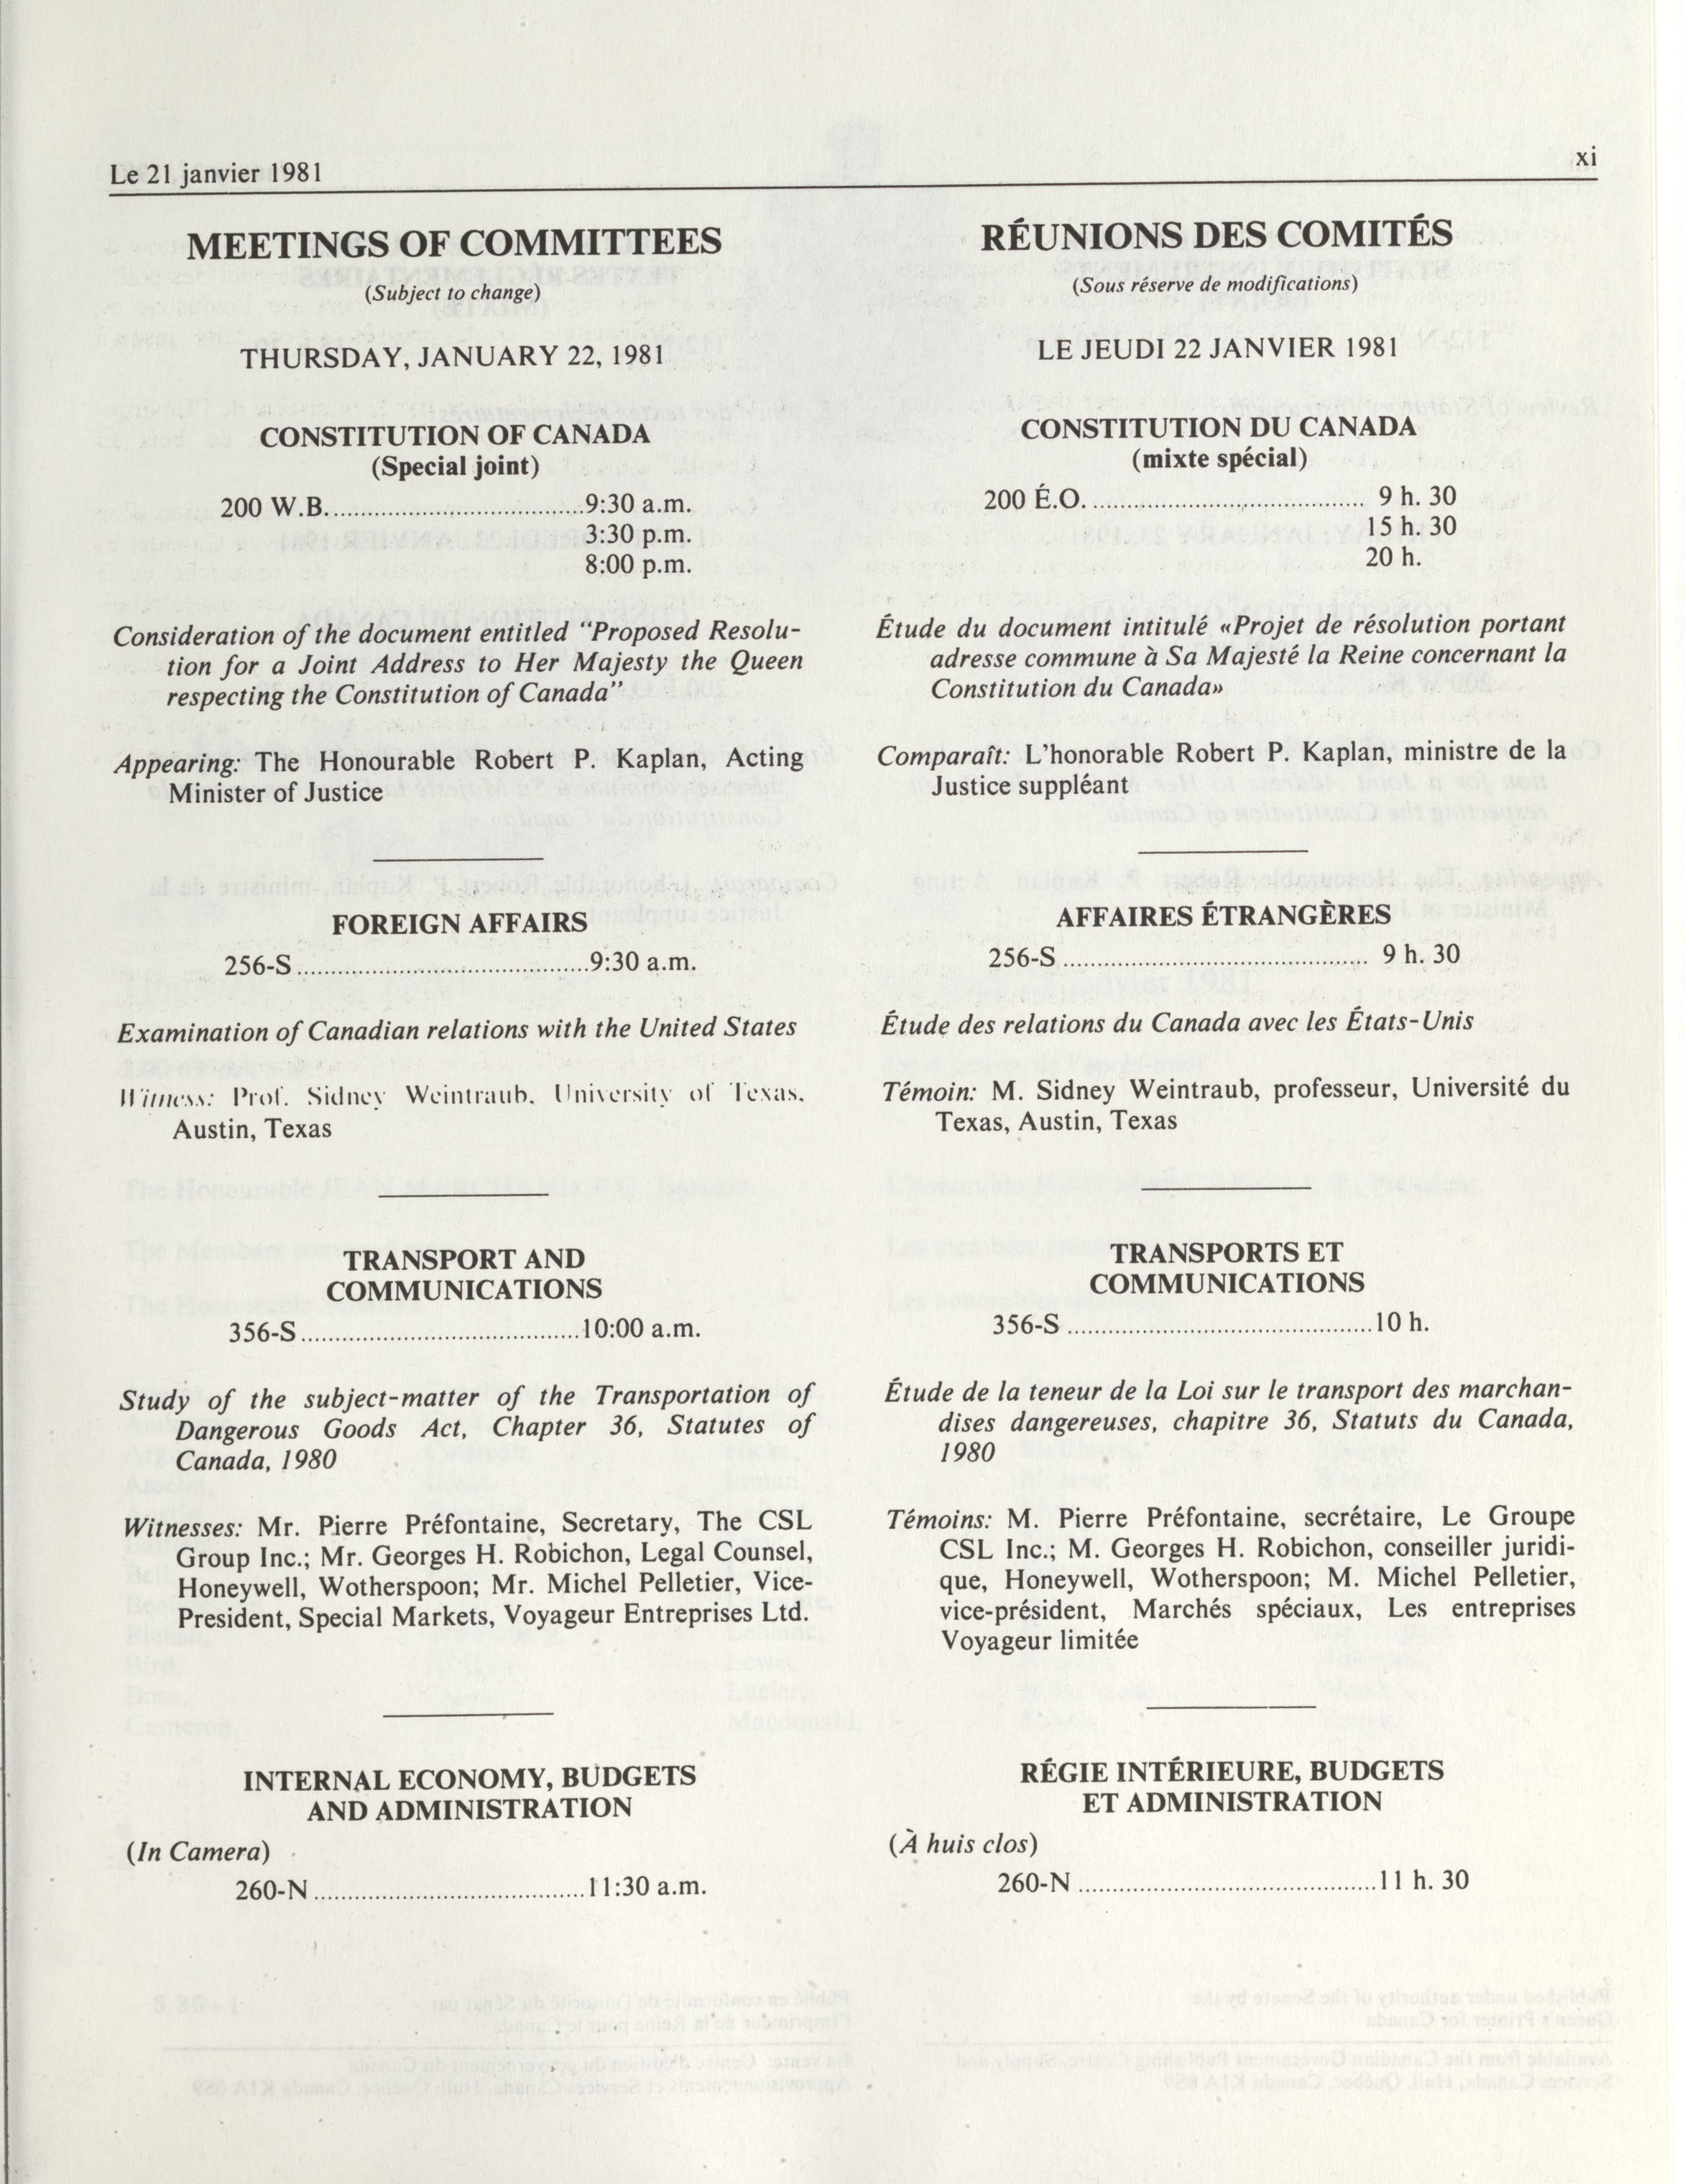 Le 21 janvier 1981
xi
MEETINGS OF COMMITTEES
(Subject to change)
THURSDAY, JANUARY 22, 1981
CONSTITUTION OF CANADA
(Special joint)
200 W.B.......................................9:30 a.m.
3:30 p.m.
8:00 p.m.
Consideration of the document entitled "Proposed Resolu-
tion for a Joint Address to Her Majesty the Queen
respecting the Constitution of Canada"
Appearing: The Honourable Robert P. Kaplan, Acting
Minister of Justice
FOREIGN AFFAIRS
256-S...........................................9:30 a.m.
Examination of Canadian relations with the United States
Witness: Prof. Sidney Weintraub, University of Texas,
Austin, Texas
TRANSPORT AND
COMMUNICATIONS
356-S.........................................10:00 a.m.
Study of the subject-matter of the Transportation of
Dangerous Goods Act, Chapter 36, Statutes of
Canada, 1980
Witnesses: Mr. Pierre Préfontaine, Secretary, The CSL
Group Inc.; Mr. Georges H. Robichon, Legal Counsel,
Honeywell, Wotherspoon; Mr. Michel Pelletier, Vice-
President, Special Markets, Voyageur Entreprises Ltd.
INTERNAL ECONOMY, BUDGETS
AND ADMINISTRATION
(In Camera)
260-N........................................11:30 a.m.
RÉUNIONS DES COMITÉS
(Sous réserve de modifications)
LE JEUDI 22 JANVIER 1981
CONSTITUTION DU CANADA
(mixte spécial)
200 É.O. ........................................ 9 h. 30
15 h. 30
20 h.
Étude du document intitulé «Projet de résolution portant
adresse commune à Sa Majesté la Reine concernant la
Constitution du Canada»
Comparaît: L'honorable Robert P. Kaplan, ministre de la
Justice suppléant
AFFAIRES ÉTRANGÈRES
256-S ............................................. 9 h. 30
Étude des relations du Canada avec les États-Unis
Témoin: M. Sidney Weintraub, professeur, Université du
Texas, Austin, Texas
TRANSPORTS ET
COMMUNICATIONS
356-S .............................................10 h.
Étude de la teneur de la Loi sur le transport des marchan-
dises dangereuses, chapitre 36, Statuts du Canada,
1980
Témoins: M. Pierre Préfontaine, secrétaire, Le Groupe
CSL Inc.; M. Georges H. Robichon, conseiller juridi-
que, Honeywell, Wotherspoon; M. Michel Pelletier,
vice-président, Marchés spéciaux, Les entreprises
Voyageur limitée
RÉGIE INTÉRIEURE, BUDGETS
ET ADMINISTRATION
(À huis clos)
260-N ............................................11 h. 30